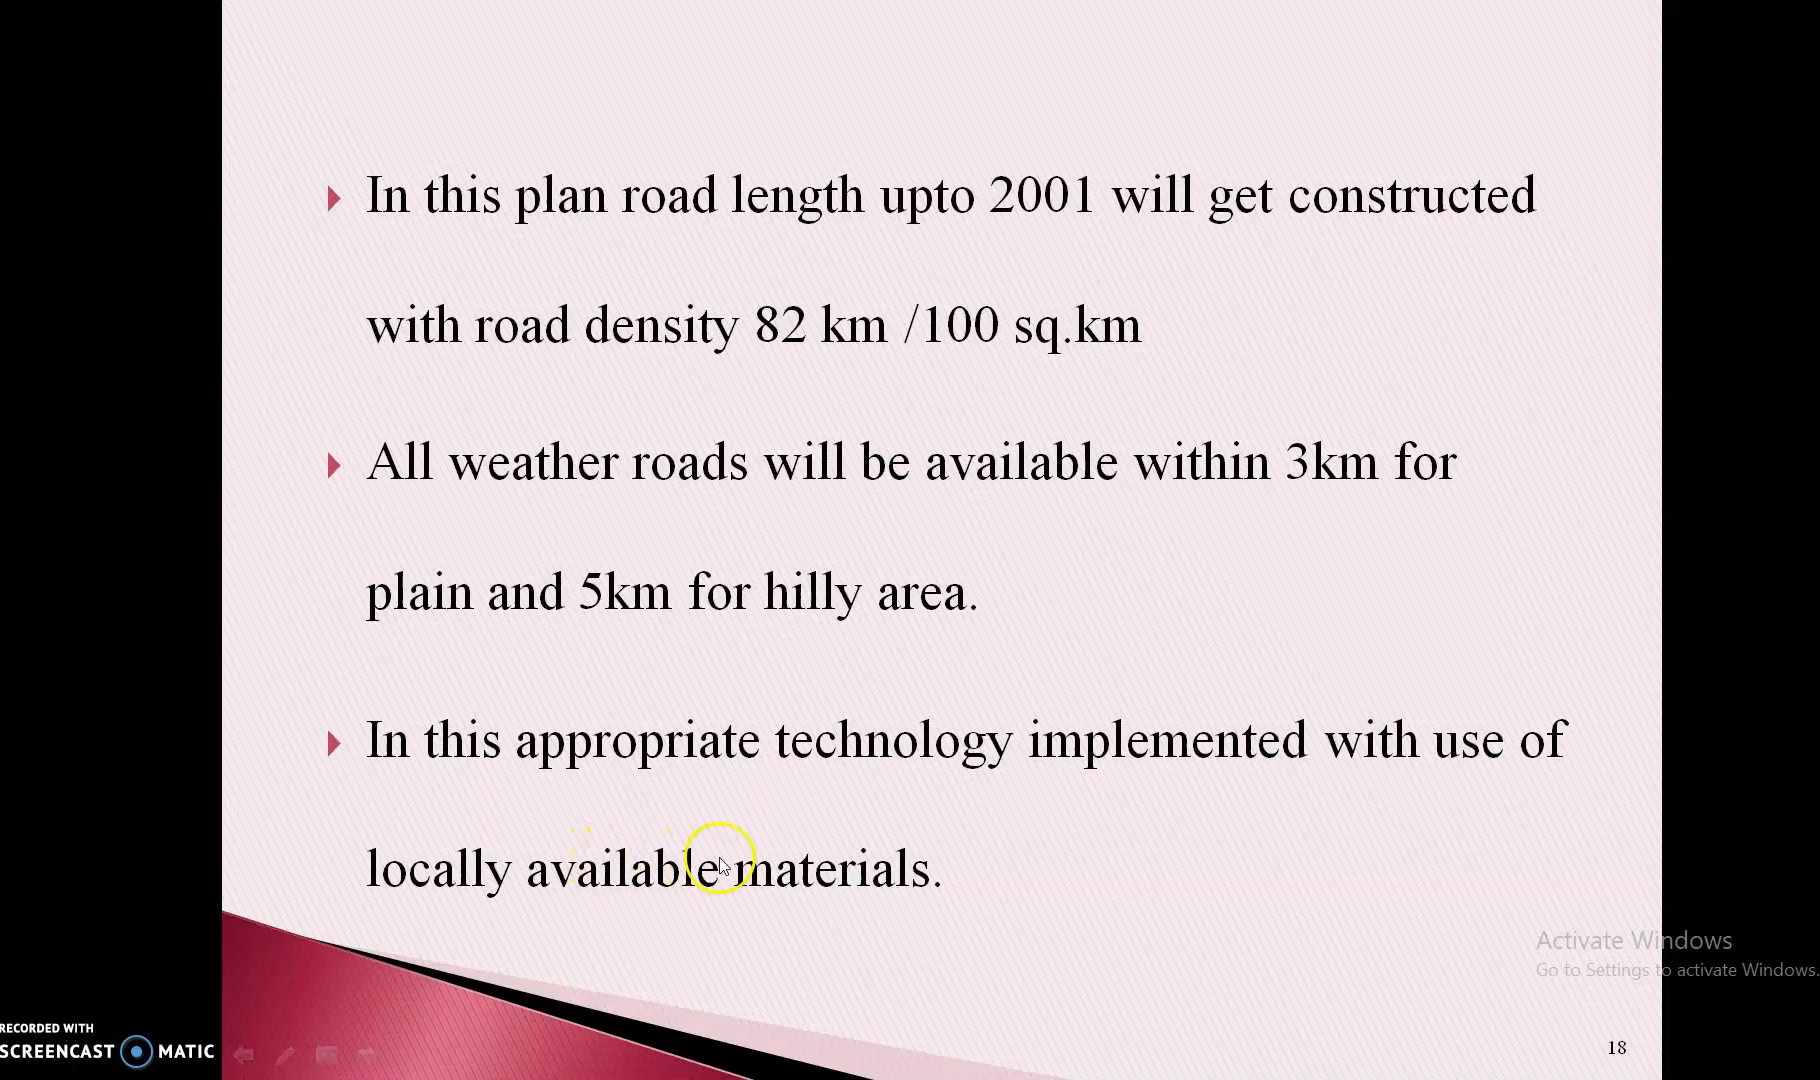 In this plan road length upto 2001 will get constructed
with road density 82 km /100 sq.km
All weather roads will be available within 3km for
plain and 5km for hilly area.
In this appropriate technology implemented with use of
locally available materials.
Activate Windows
Go to Settings to activate Windows.
RECORDED WITH
SCREENCAST MATIC
18